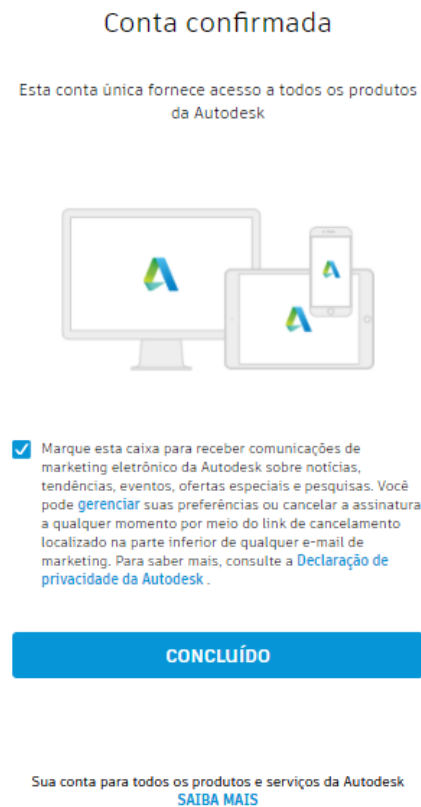 Conta confirmada
Esta conta única fornece acesso a todos os produtos
da Autodesk
Marque esta caixa para receber comunicações de
marketing eletrônico da Autodesk sobre notícias,
tendências, eventos, ofertas especiais e pesquisas. Você
pode gerenciar suas preferências ou cancelar a assinatura
a qualquer momento por meio do link de cancelamento
localizado na parte inferior de qualquer e-mail de
marketing. Para saber mais, consulte a Declaração de
privacidade da Autodesk .
CONCLUÍDO
Sua conta para todos os produtos e serviços da Autodesk
SAIBA MAIS